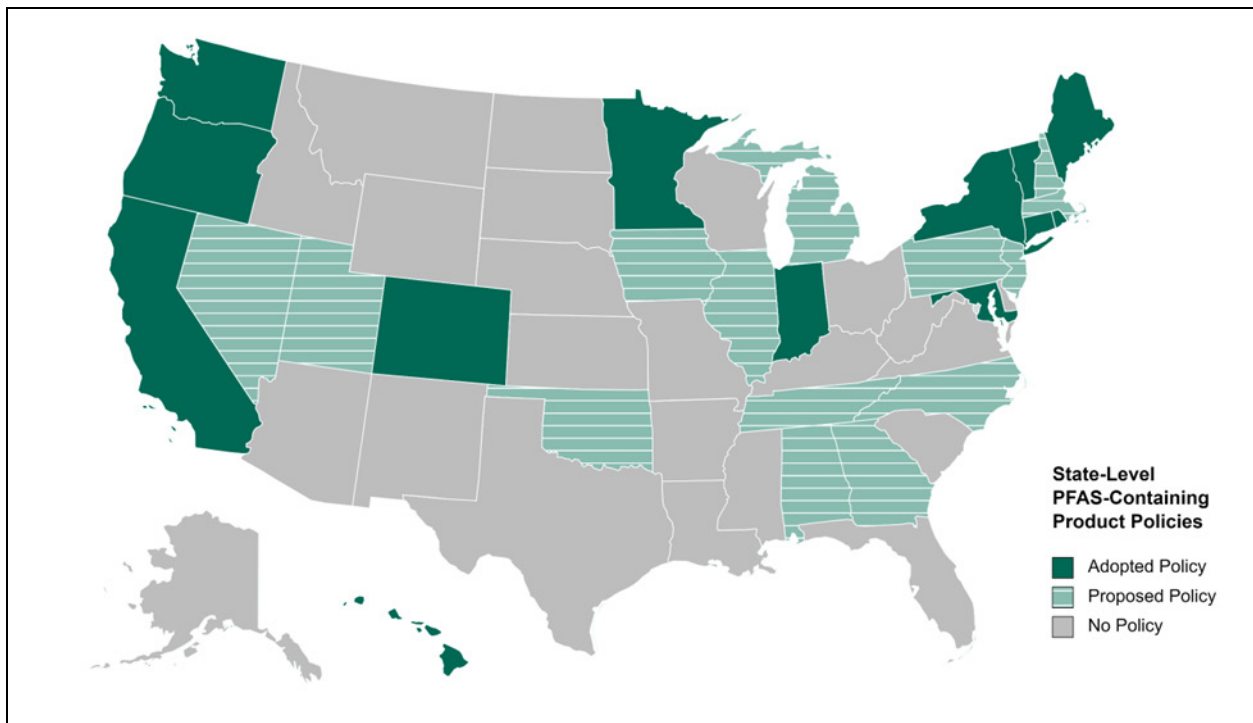 State-Level
PFAS-Containing
Product Policies
Adopted Policy
Proposed Policy
No Policy